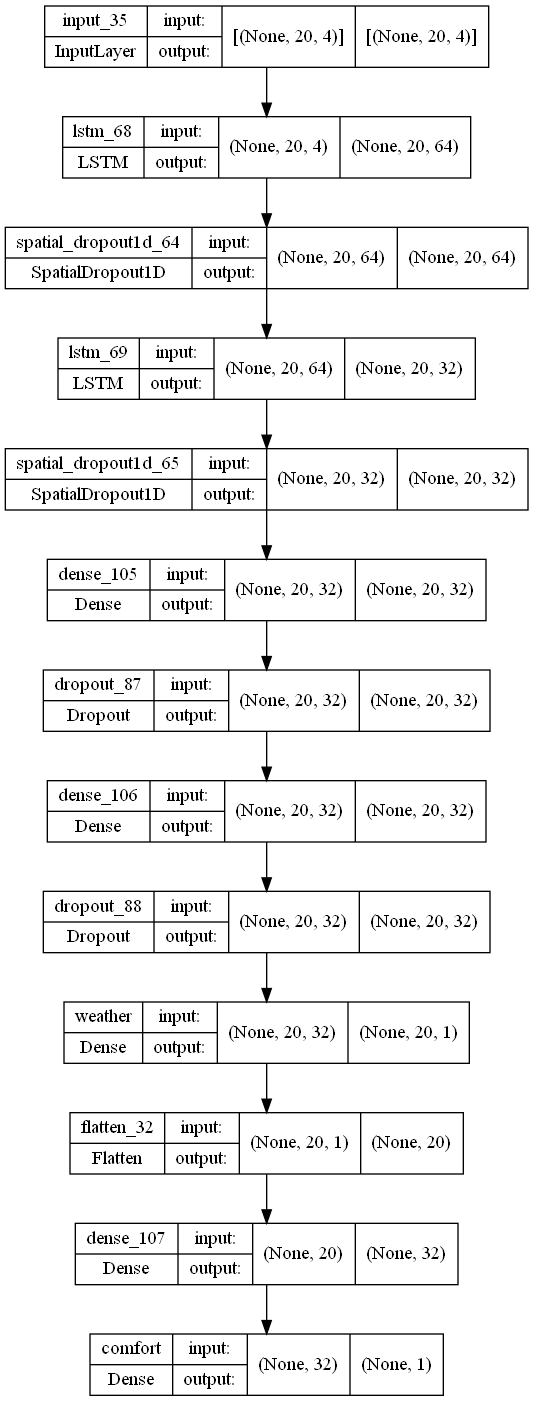 input_35 input: [(None, 20, 4)] [(None, 20, 4)]
InputLayer output:
lstm_68 input: (None, 20, 4) (None, 20, 64)
LSTM output:
spatial_dropout1d_64 input: (None, 20, 64) (None, 20, 64)
SpatialDropout1D output:
lstm_69 input: (None, 20, 64) (None, 20, 32)
LSTM output:
spatial_dropout1d_65 input: (None, 20, 32) (None, 20, 32)
SpatialDropout1D output:
dense_105 input: (None, 20, 32) (None, 20, 32)
Dense output:
dropout_87 input: (None, 20, 32) (None, 20, 32)
Dropout output:
dense_106 input: (None, 20, 32) (None, 20, 32)
Dense output:
dropout_88 input: (None, 20, 32) (None, 20, 32)
Dropout output:
weather input: (None, 20, 32) (None, 20, 1)
Dense output:
flatten_32 input: (None, 20, 1) (None, 20)
Flatten output:
dense_107 input: (None, 20) (None, 32)
Dense output:
comfort input: (None, 32) (None, 1)
Dense output: